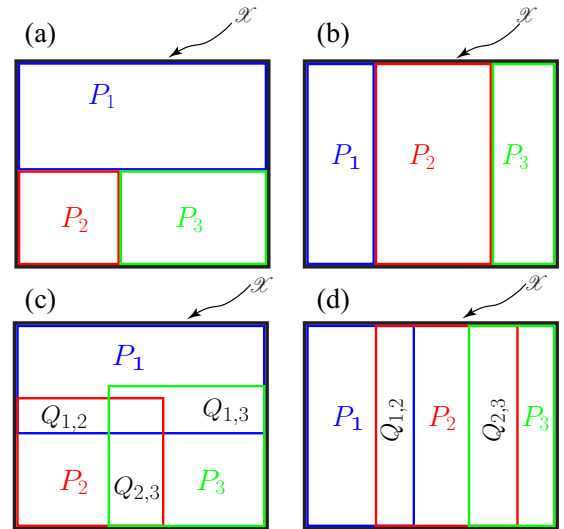 (a) 𝒳
P₁
P₂ P₃
(b) 𝒳
P₁ P₂ P₃
(c) 𝒳
P₁
Q₁,₂ Q₁,₃
P₂ Q₂,₃ P₃
(d) 𝒳
P₁ Q₁,₂ P₂ Q₂,₃ P₃